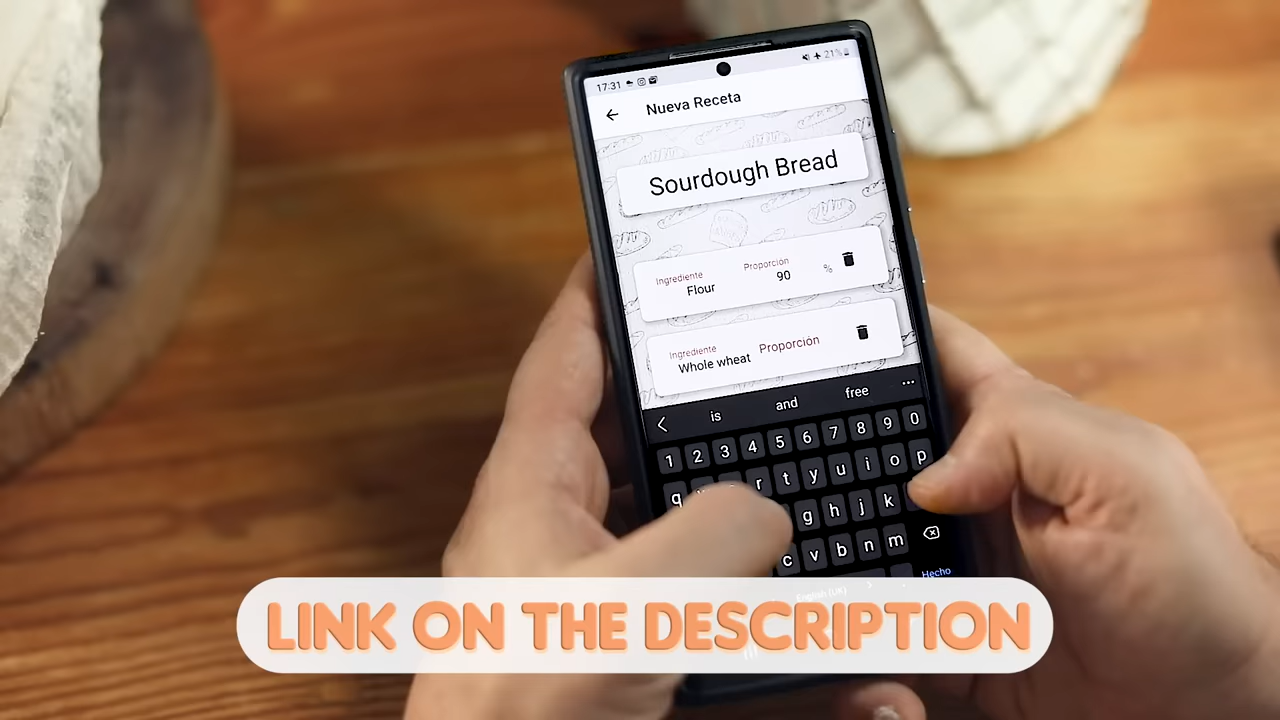 17:31
21%
Nueva Receta
Sourdough Bread
Ingrediente
Flour
Proporción
90
%
Ingrediente
Whole wheat
Proporción
is and free ...
1 2 3 4 5 6 7 8 9 0
q r t y u i o p
g h j k
c v b n m
Hecho
English (UK)
LINK ON THE DESCRIPTION